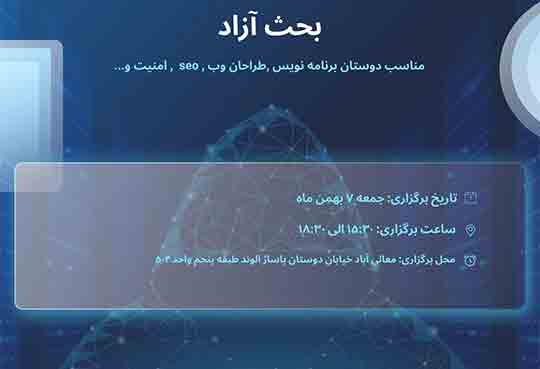 بحث آزاد
مناسب دوستان برنامه نویس ,طراحان وب , seo , امنیت و...
تاریخ برگزاری: جمعه ۷ بهمن ماه
ساعت برگزاری: ۱۵:۳۰ الی ۱۸:۳۰
محل برگزاری: معالی آباد خیابان دوستان پاساژ الوند طبقه پنجم واحد ۵۰۴